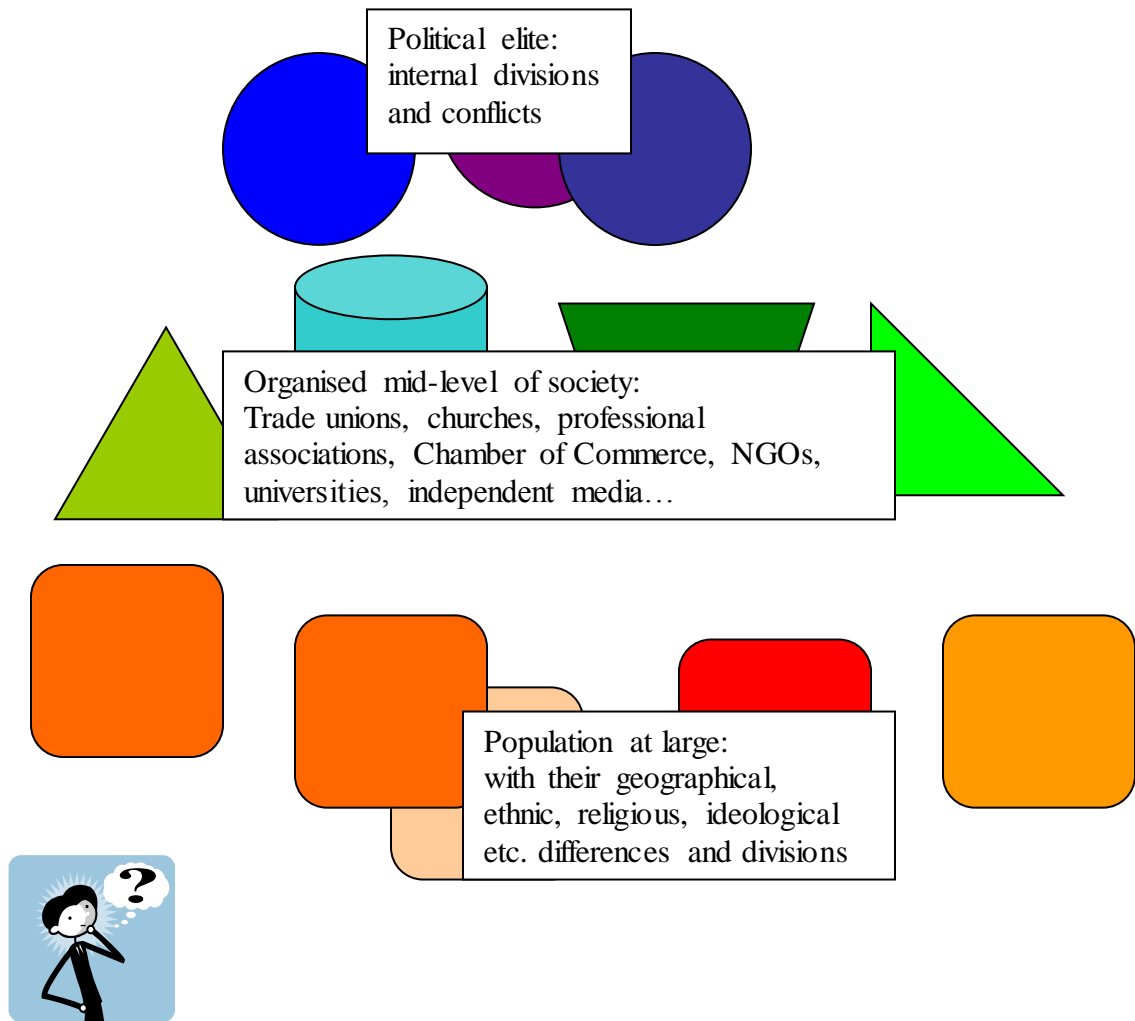 Political elite:
internal divisions
and conflicts
Organised mid-level of society:
Trade unions, churches, professional
associations, Chamber of Commerce, NGOs,
universities, independent media…
Population at large:
with their geographical,
ethnic, religious, ideological
etc. differences and divisions
?